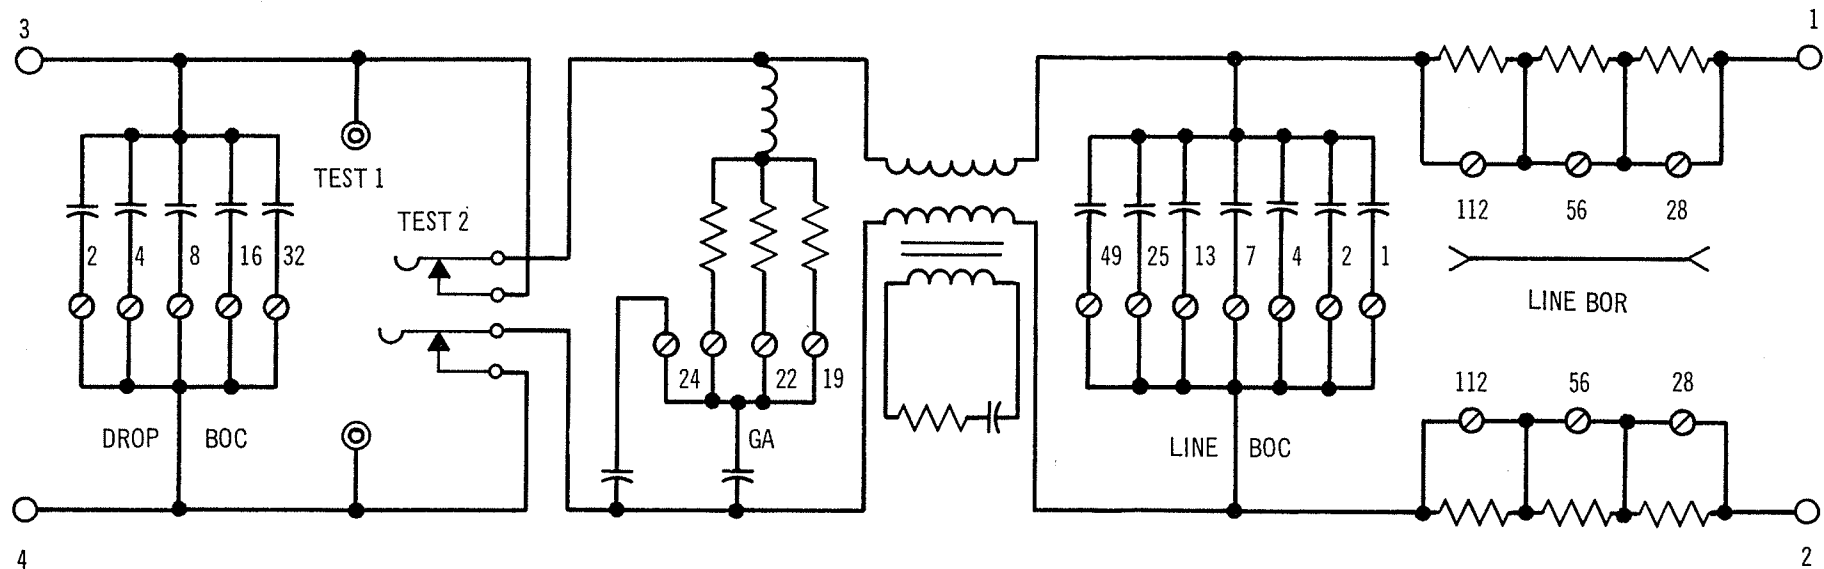 3
1
TEST 1
112 56 28
TEST 2
2 4 8 16 32
49 25 13 7 4 2 1
LINE BOR
24 22 19
112 56 28
DROP BOC
GA
LINE BOC
4
2